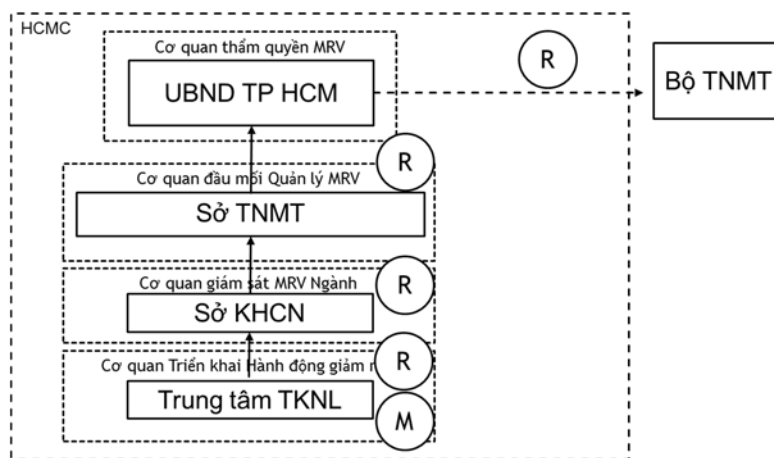 HCMC
Cơ quan thẩm quyền MRV
UBND TP HCM
R
Bộ TNMT
R
Cơ quan đầu mối Quản lý MRV
Sở TNMT
R
Cơ quan giám sát MRV Ngành
Sở KHCN
R
Cơ quan Triển khai Hành động giảm
Trung tâm TKNL
M